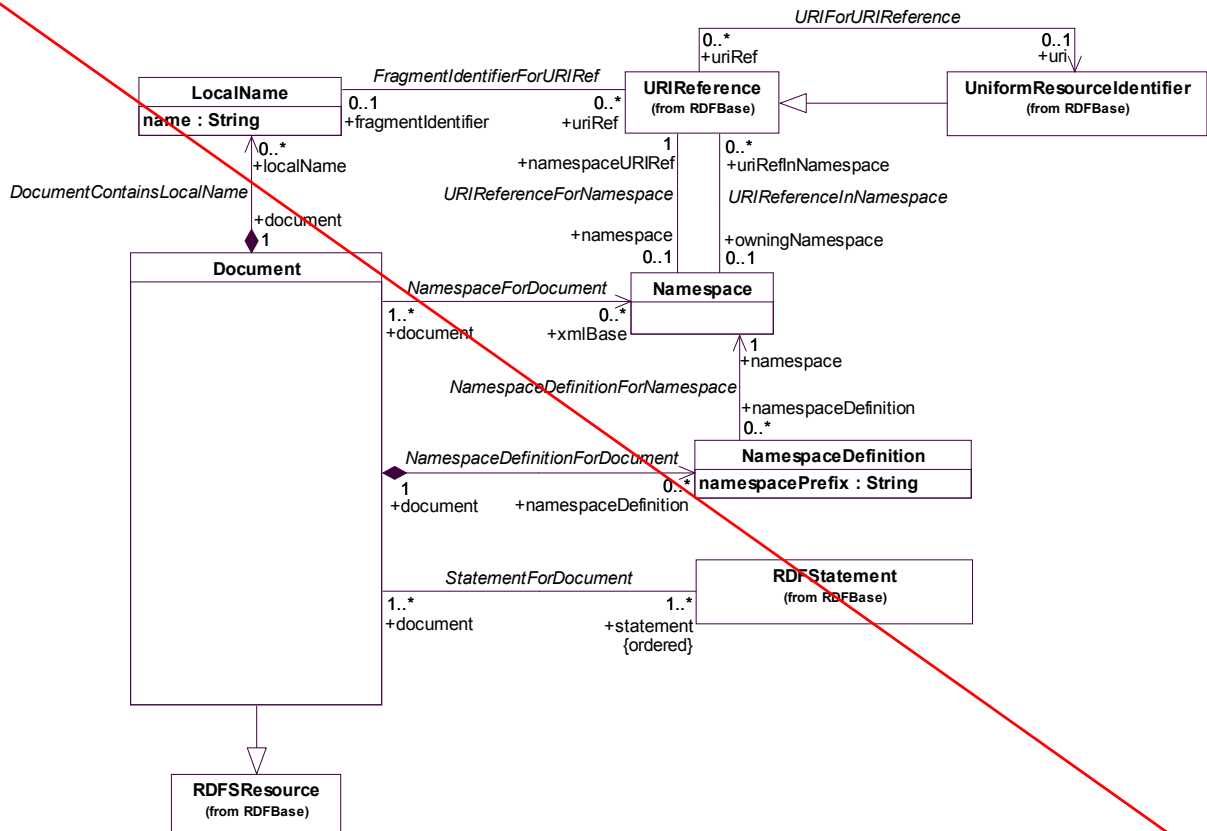 URIForURIReference
0..*
+uriRef
0..1
+uri
FragmentIdentifierForURIRef
LocalName
name : String
0..1
+fragmentIdentifier
0..*
+uriRef
URIReference
(from RDFBase)
UniformResourceIdentifier
(from RDFBase)
0..*
+localName
DocumentContainsLocalName
+document
1
1
+namespaceURIRef
0..*
+uriRefInNamespace
URIReferenceForNamespace
URIReferenceInNamespace
+namespace
0..1
+owningNamespace
0..1
Document
NamespaceForDocument
1..*
+document
0..*
+xmlBase
Namespace
1
+namespace
NamespaceDefinitionForNamespace
+namespaceDefinition
0..*
NamespaceDefinitionForDocument
1
+document
0..*
+namespaceDefinition
NamespaceDefinition
namespacePrefix : String
StatementForDocument
1..*
+document
1..*
+statement
{ordered}
RDFStatement
(from RDFBase)
RDFSResource
(from RDFBase)